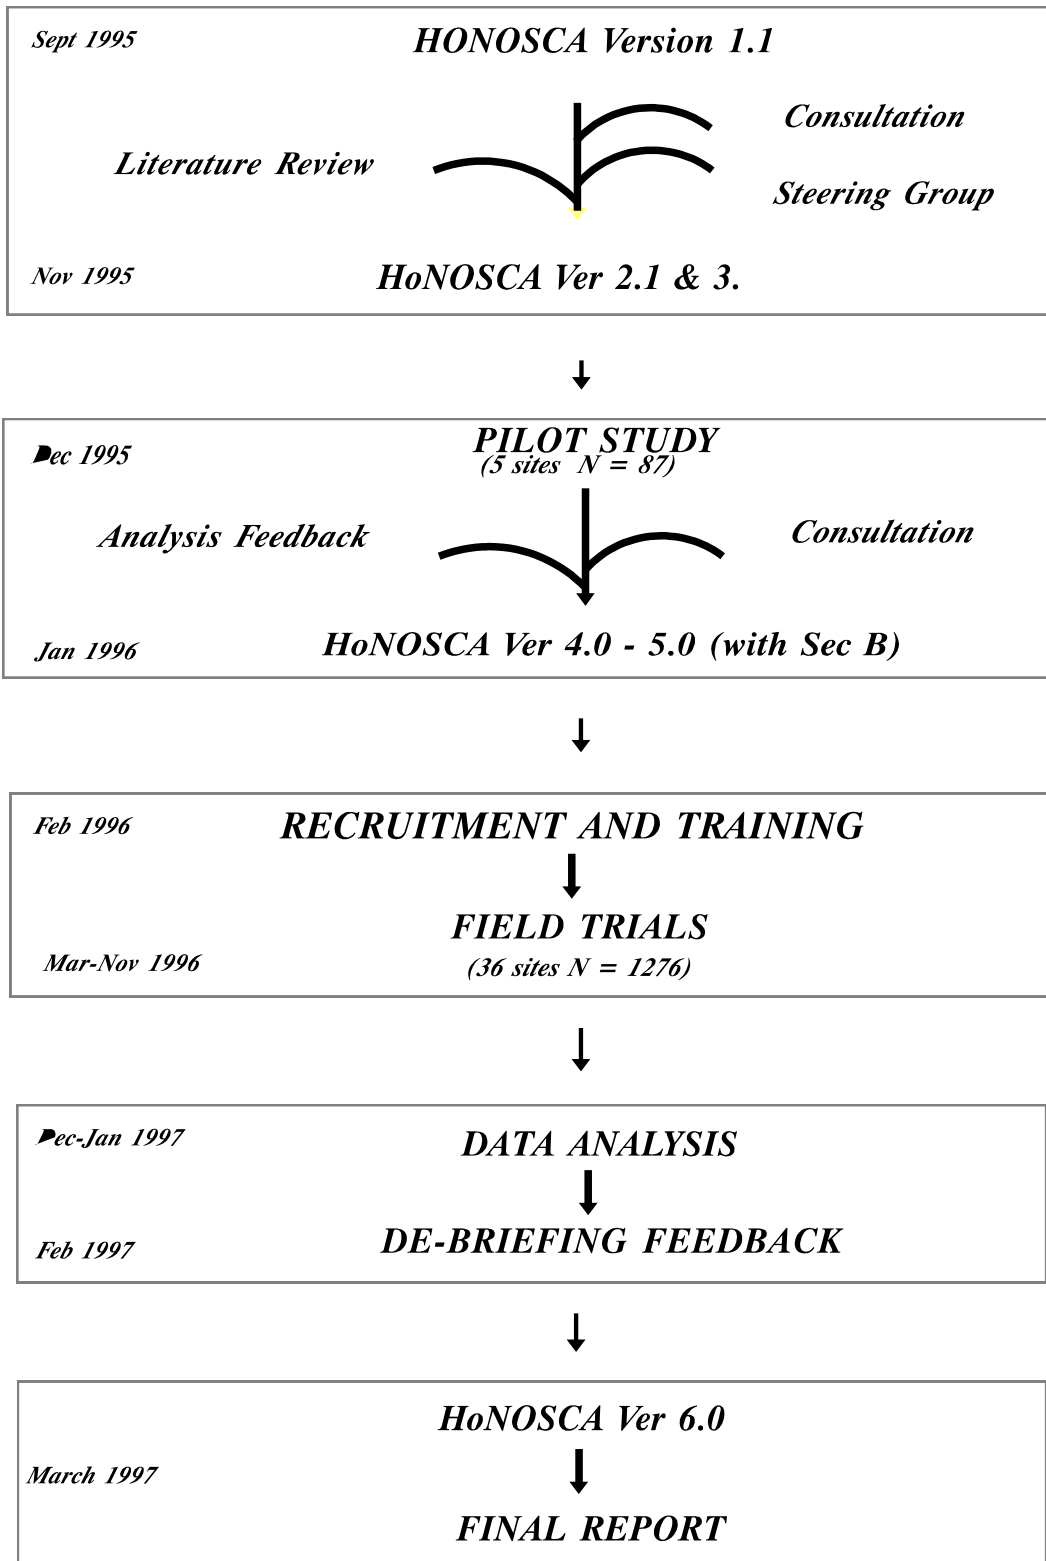 Sept 1995
HONOSCA Version 1.1
Consultation
Literature Review
Steering Group
Nov 1995
HoNOSCA Ver 2.1 & 3.
Dec 1995
PILOT STUDY
(5 sites N = 87)
Analysis Feedback
Consultation
Jan 1996
HoNOSCA Ver 4.0 - 5.0 (with Sec B)
Feb 1996
RECRUITMENT AND TRAINING
FIELD TRIALS
Mar-Nov 1996
(36 sites N = 1276)
Dec-Jan 1997
DATA ANALYSIS
Feb 1997
DE-BRIEFING FEEDBACK
HoNOSCA Ver 6.0
March 1997
FINAL REPORT